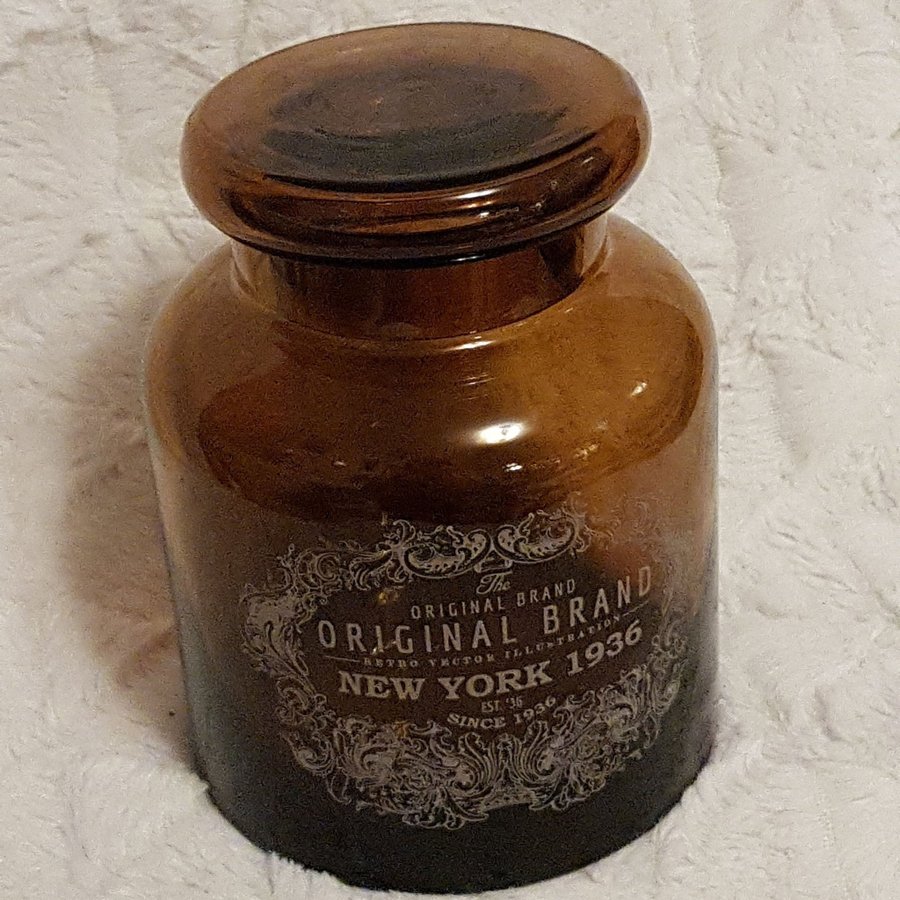 The
ORIGINAL BRAND
ORIGINAL BRAND
RETRO VECTOR ILLUSTRATION
NEW YORK 1936
EST. '36
SINCE 1936